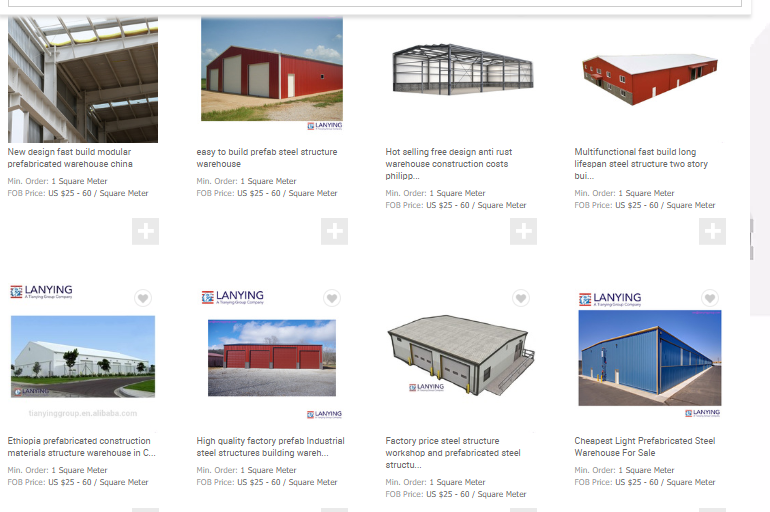 LANYING
New design fast build modular
prefabricated warehouse china
Min. Order: 1 Square Meter
FOB Price: US $25 - 60 / Square Meter
easy to build prefab steel structure
warehouse
Min. Order: 1 Square Meter
FOB Price: US $25 - 60 / Square Meter
Hot selling free design anti rust
warehouse construction costs
philipp...
Min. Order: 1 Square Meter
FOB Price: US $25 - 60 / Square Meter
Multifunctional fast build long
lifespan steel structure two story
bui...
Min. Order: 1 Square Meter
FOB Price: US $25 - 60 / Square Meter
LANYING
A Tianying Group Company
LANYING
tianyinggroup.en.alibaba.com
Ethiopia prefabricated construction
materials structure warehouse in C...
Min. Order: 1 Square Meter
FOB Price: US $25 - 60 / Square Meter
LANYING
A Tianying Group Company
LANYING
High quality factory prefab Industrial
steel structures building wareh...
Min. Order: 1 Square Meter
FOB Price: US $25 - 60 / Square Meter
LANYING
Factory price steel structure
workshop and prefabricated steel
structu...
Min. Order: 1 Square Meter
FOB Price: US $25 - 60 / Square Meter
LANYING
A Tianying Group Company
LANYING
Cheapest Light Prefabricated Steel
Warehouse For Sale
Min. Order: 1 Square Meter
FOB Price: US $25 - 60 / Square Meter